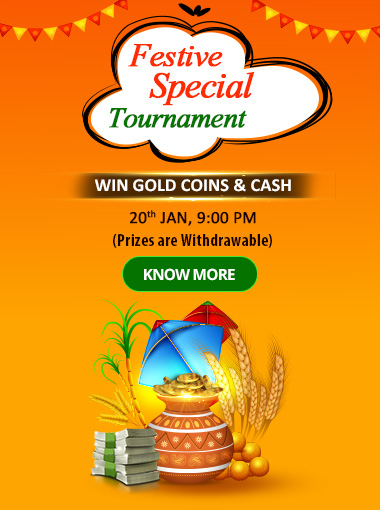 Festive
Special
Tournament
WIN GOLD COINS & CASH
20th JAN, 9:00 PM
(Prizes are Withdrawable)
KNOW MORE